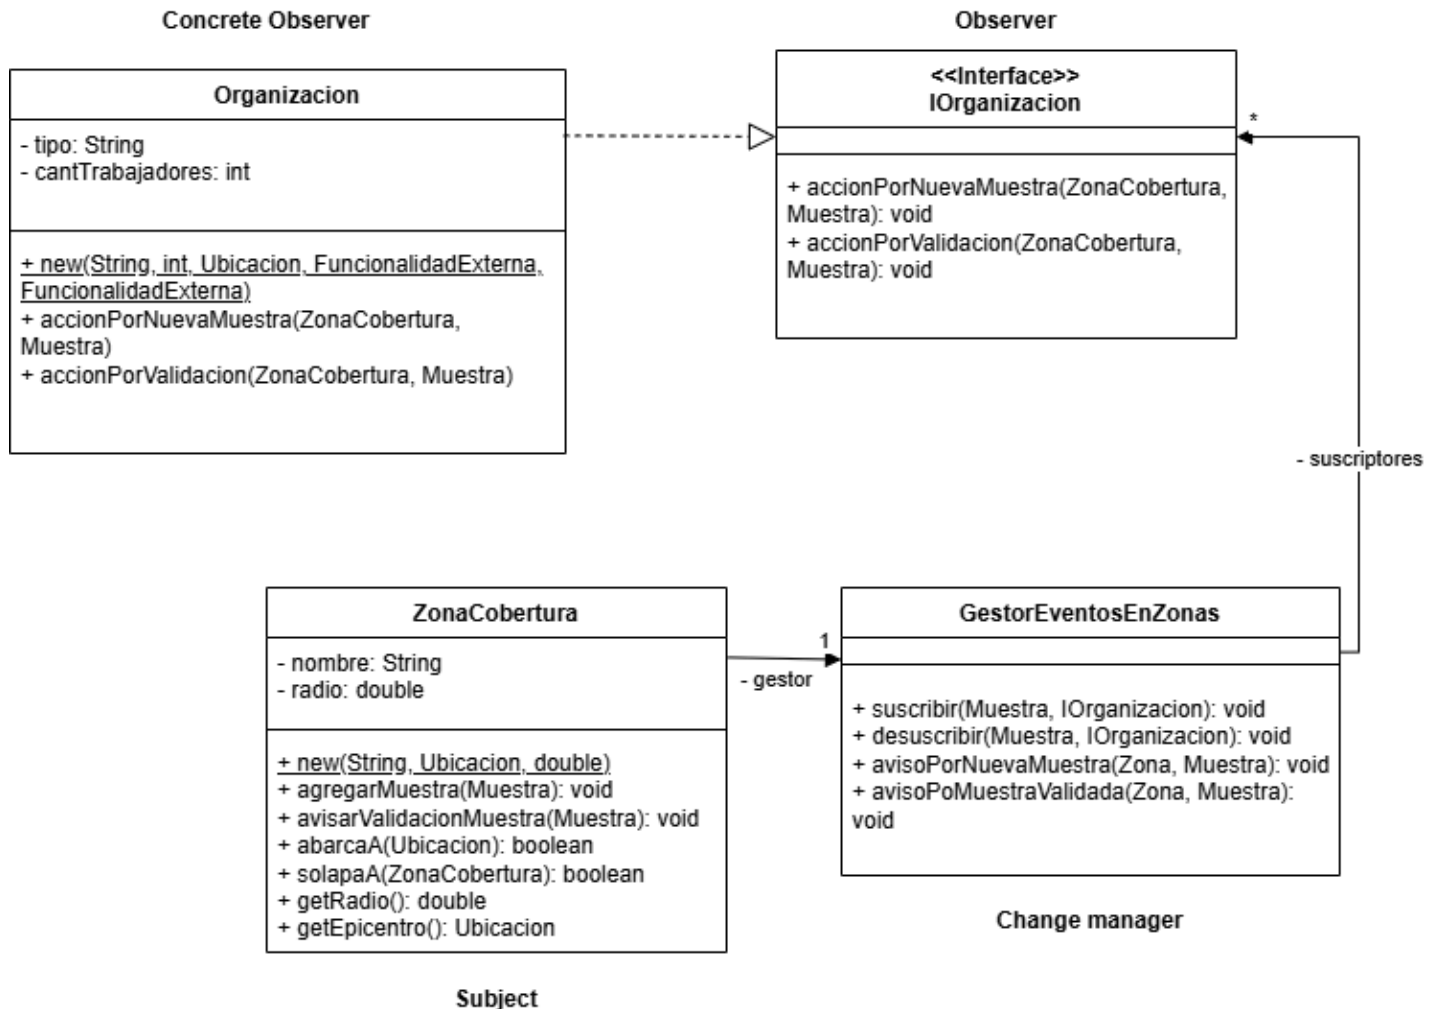 Concrete Observer
Observer
Organizacion
- tipo: String
- cantTrabajadores: int
+ new(String, int, Ubicacion, FuncionalidadExterna,
FuncionalidadExterna)
+ accionPorNuevaMuestra(ZonaCobertura,
Muestra)
+ accionPorValidacion(ZonaCobertura, Muestra)
<<Interface>>
IOrganizacion
*
+ accionPorNuevaMuestra(ZonaCobertura,
Muestra): void
+ accionPorValidacion(ZonaCobertura,
Muestra): void
- suscriptores
ZonaCobertura
- nombre: String
- radio: double
+ new(String, Ubicacion, double)
+ agregarMuestra(Muestra): void
+ avisarValidacionMuestra(Muestra): void
+ abarcaA(Ubicacion): boolean
+ solapaA(ZonaCobertura): boolean
+ getRadio(): double
+ getEpicentro(): Ubicacion
1
- gestor
GestorEventosEnZonas
+ suscribir(Muestra, IOrganizacion): void
+ desuscribir(Muestra, IOrganizacion): void
+ avisoPorNuevaMuestra(Zona, Muestra): void
+ avisoPoMuestraValidada(Zona, Muestra):
void
Change manager
Subject